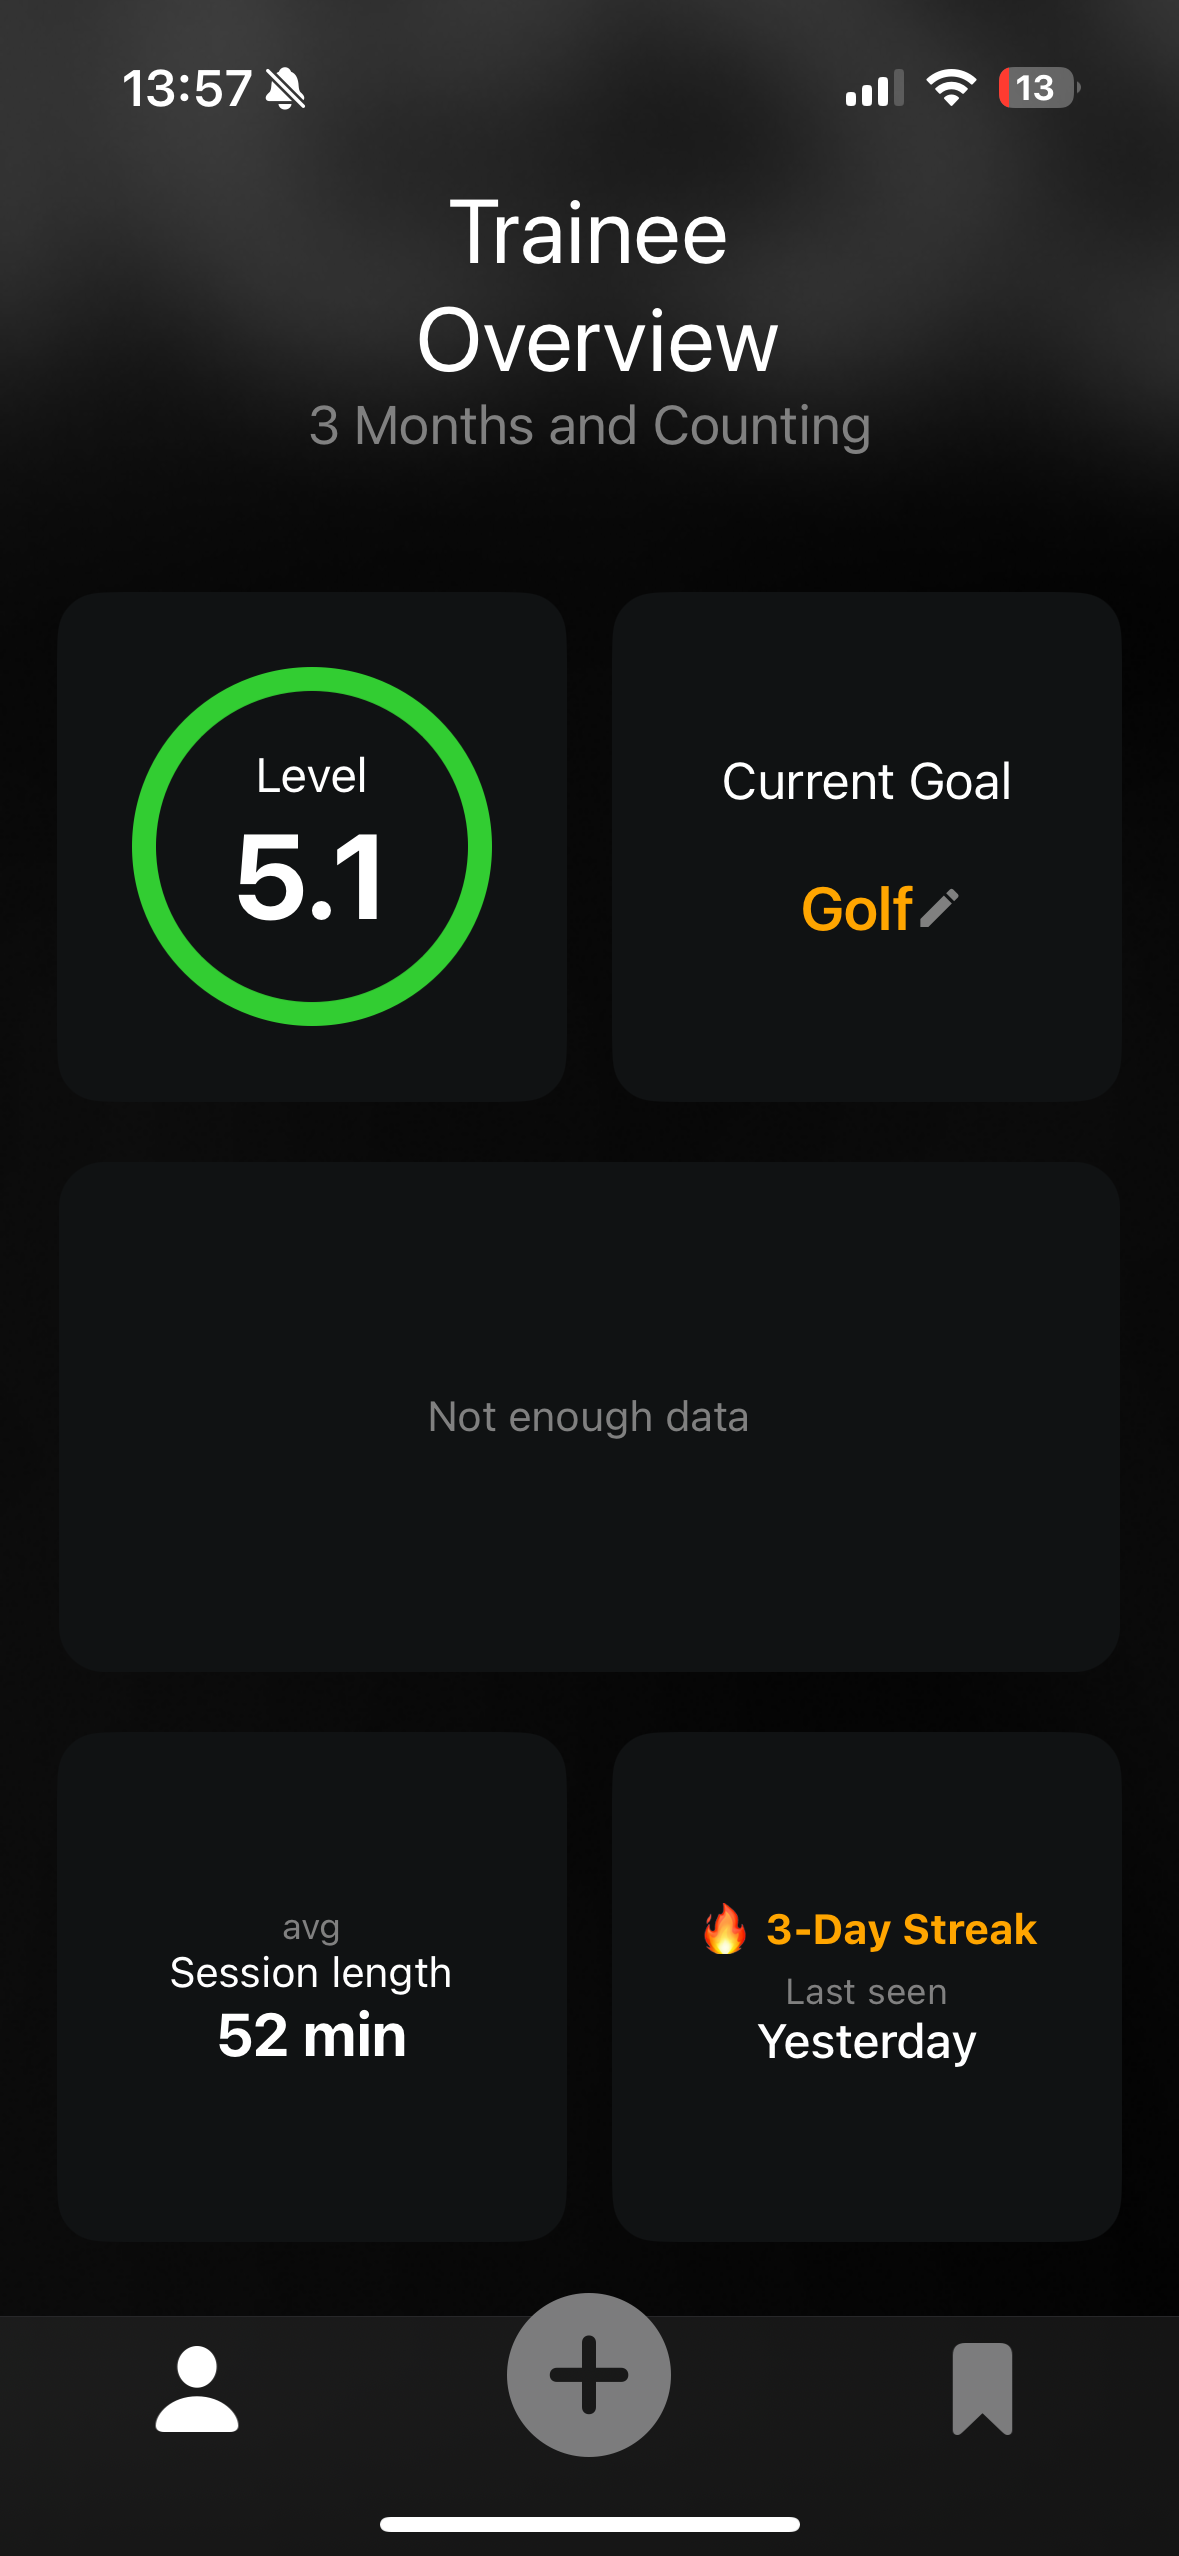 13:57
13
Trainee
Overview
3 Months and Counting
Level
5.1
Current Goal
Golf
Not enough data
avg
Session length
52 min
🔥 3-Day Streak
Last seen
Yesterday